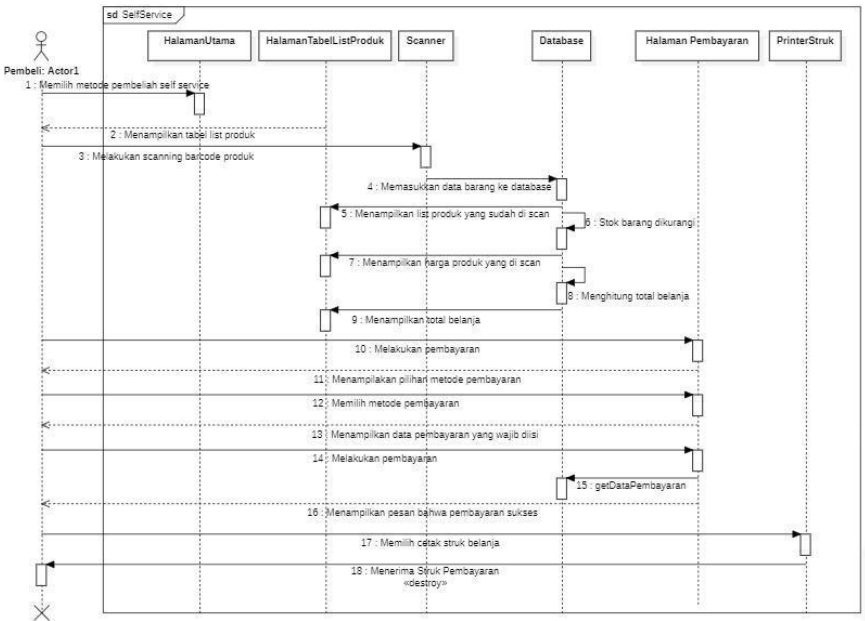 sd SelfService
HalamanUtama
HalamanTabelListProduk
Scanner
Database
Halaman Pembayaran
PrinterStruk
Pembeli: Actor1
1 : Memilih metode pembeliah self service
2 : Menampilkan tabel list produk
3 : Melakukan scanning barcode produk
4 : Memasukkan data barang ke database
5 : Menampilkan list produk yang sudah di scan
6 : Stok barang dikurangi
7 : Menampilkan harga produk yang di scan
8 : Menghitung total belanja
9 : Menampilkan total belanja
10 : Melakukan pembayaran
11 : Menampilakan pilihan metode pembayaran
12 : Memilih metode pembayaran
13 : Menampilkan data pembayaran yang wajib diisi
14 : Melakukan pembayaran
15 : getDataPembayaran
16 : Menampilkan pesan bahwa pembayaran sukses
17 : Memilih cetak struk belanja
18 : Menerima Struk Pembayaran
«destroy»